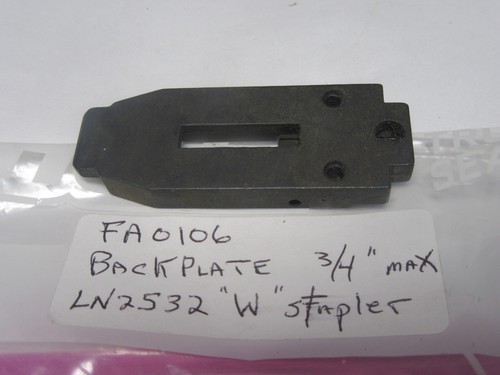 FA0106
BACKPLATE 3/4" MAX
LN2532 "W" stapler